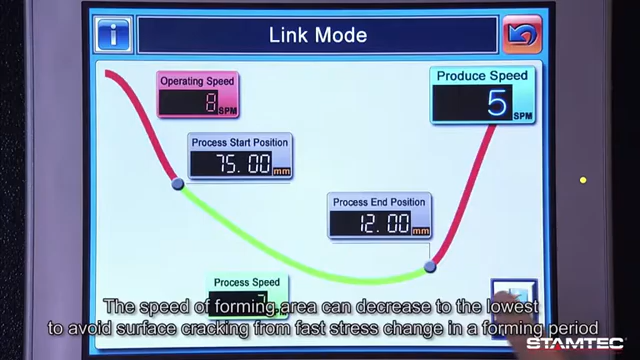 Link Mode
Operating Speed
8 SPM
Produce Speed
5 SPM
Process Start Position
75.00 mm
Process End Position
12.00 mm
Process Speed
The speed of forming area can decrease to the lowest
to avoid surface cracking from fast stress change in a forming period
STAMTEC